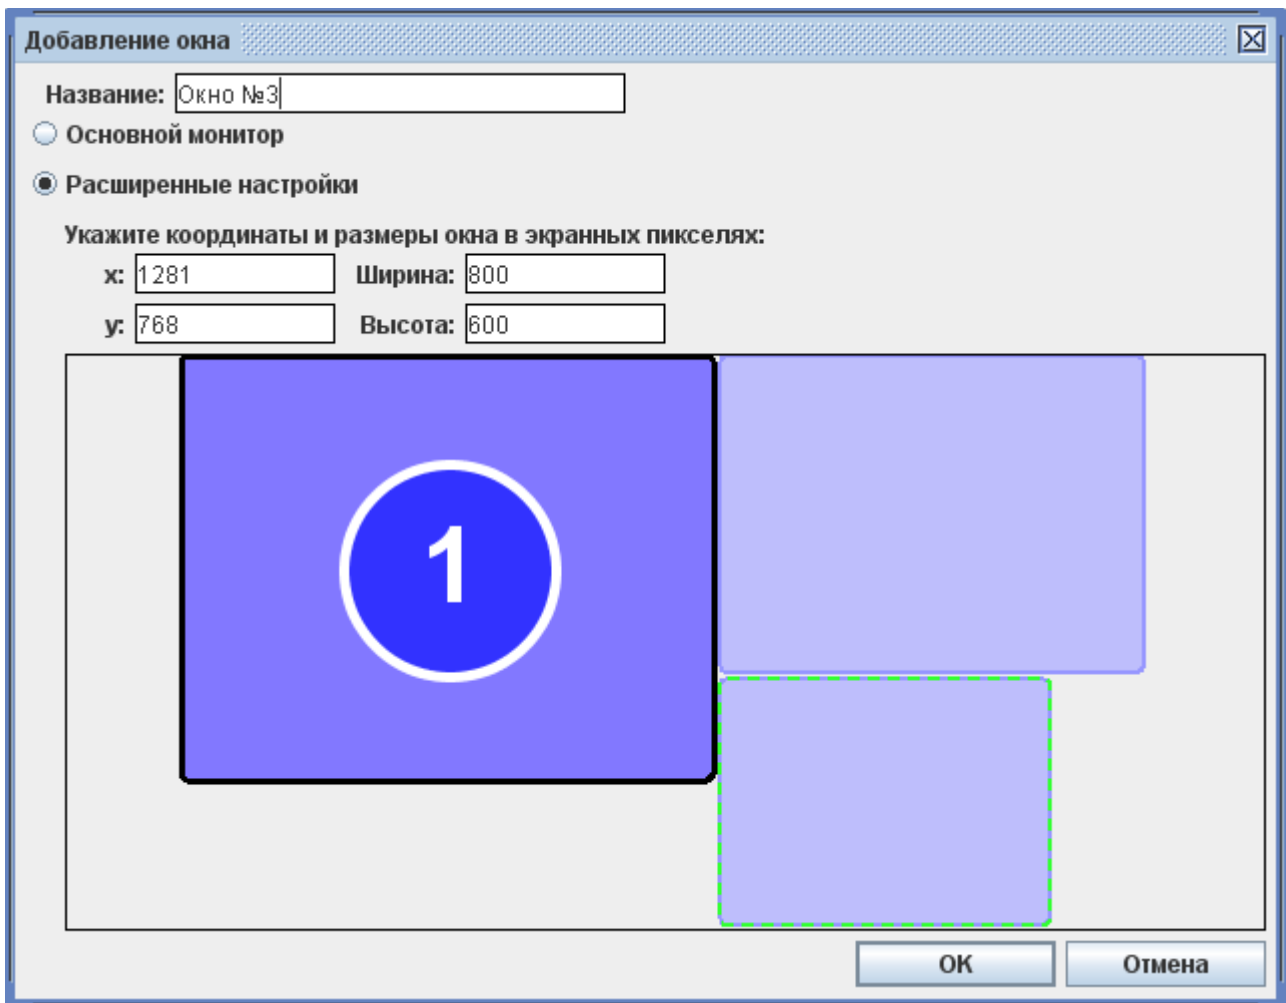 Добавление окна
Название: Окно №3
Основной монитор
Расширенные настройки
Укажите координаты и размеры окна в экранных пикселях:
x: 1281 Ширина: 800
y: 768 Высота: 600
1
ОК Отмена